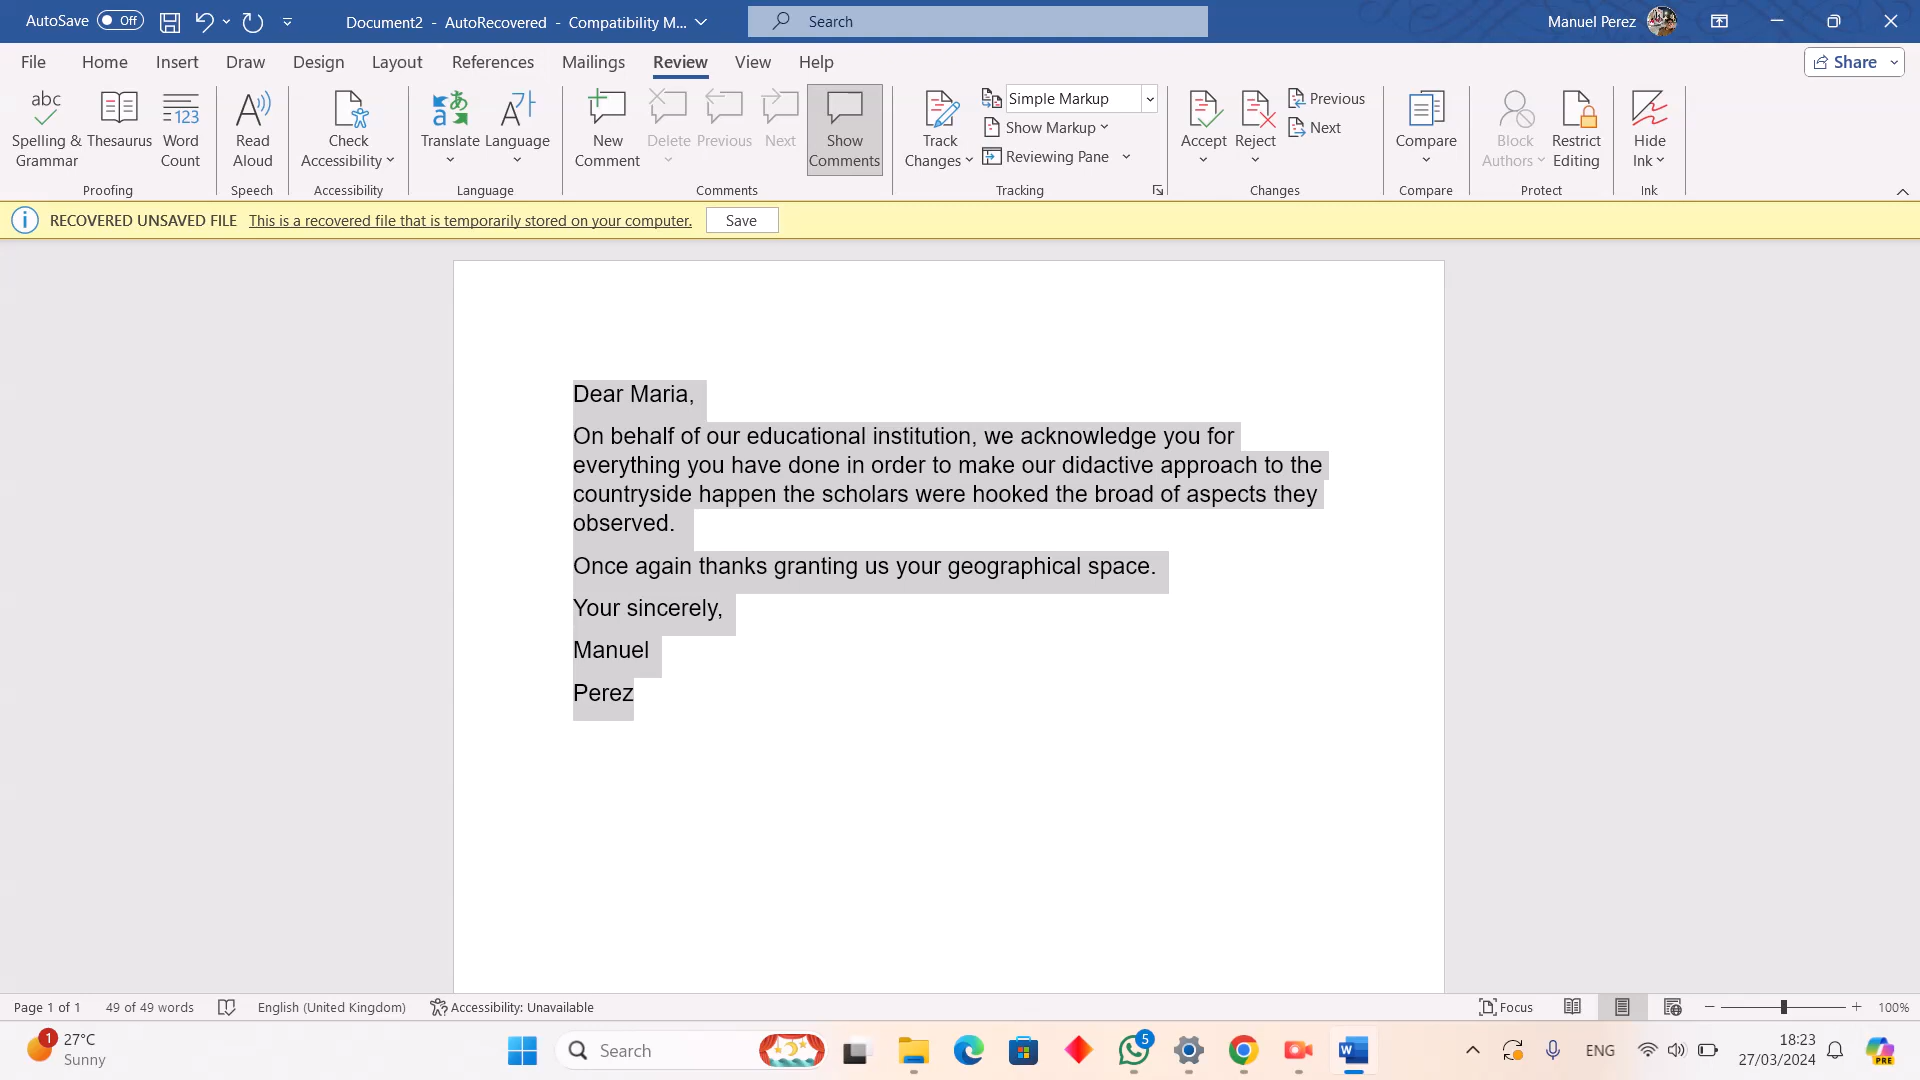 AutoSave Off Document2 - AutoRecovered - Compatibility M... Search Manuel Perez
File Home Insert Draw Design Layout References Mailings Review View Help Share
abc Spelling & Grammar
Thesaurus
123 Word Count
Proofing
A Read Aloud
Speech
Check Accessibility
Accessibility
Translate
Language
Language
New Comment
Delete
Previous
Next
Show Comments
Comments
Track Changes
Simple Markup
Show Markup
Reviewing Pane
Tracking
Accept
Reject
Previous
Next
Changes
Compare
Compare
Block Authors
Restrict Editing
Protect
Hide Ink
Ink
RECOVERED UNSAVED FILE This is a recovered file that is temporarily stored on your computer. Save
Dear Maria,
On behalf of our educational institution, we acknowledge you for
everything you have done in order to make our didactive approach to the
countryside happen the scholars were hooked the broad of aspects they
observed.
Once again thanks granting us your geographical space.
Your sincerely,
Manuel
Perez
Page 1 of 1 49 of 49 words English (United Kingdom) Accessibility: Unavailable Focus 100%
1 27°C
Sunny
Search
5
W
ENG
18:23
27/03/2024
PRE